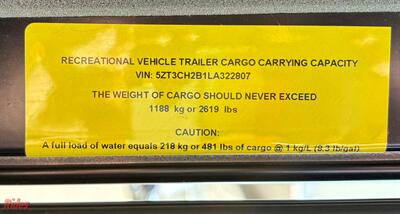 RECREATIONAL VEHICLE TRAILER CARGO CARRYING CAPACITY
VIN: 5ZT3CH2B1LA322807
THE WEIGHT OF CARGO SHOULD NEVER EXCEED
1188 kg or 2619 lbs
CAUTION:
A full load of water equals 218 kg or 481 lbs of cargo @ 1 kg/L (8.3 lb/gal)
Rides